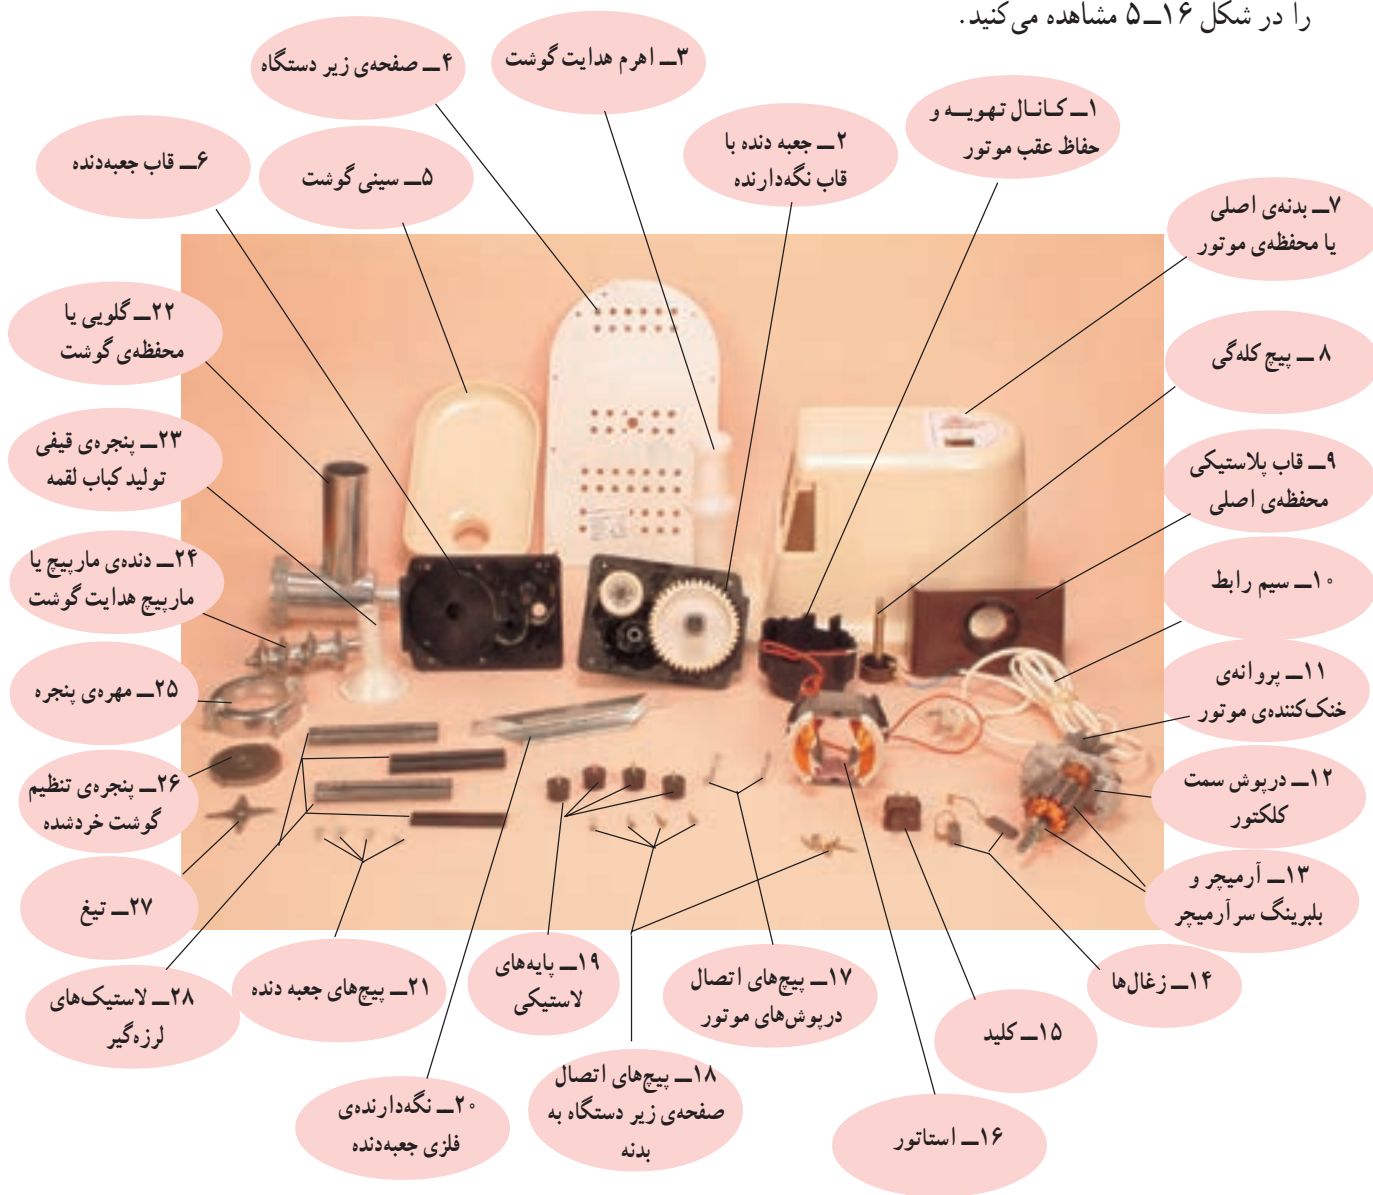 را در شکل ۱۶ــ۵ مشاهده می‌کنید.
۱ــ کانال تهویه و
حفاظ عقب موتور
۲ــ جعبه دنده با
قاب نگه‌دارنده
۳ــ اهرم هدایت گوشت
۴ــ صفحه‌ی زیر دستگاه
۵ــ سینی گوشت
۶ــ قاب جعبه‌دنده
۷ــ بدنه‌ی اصلی
یا محفظه‌ی موتور
۸ ــ پیچ کله‌گی
۹ــ قاب پلاستیکی
محفظه‌ی اصلی
۱۰ــ سیم رابط
۱۱ــ پروانه‌ی
خنک‌کننده‌ی موتور
۱۲ــ درپوش سمت
کلکتور
۱۳ــ آرمیچر و
بلبرینگ سر آرمیچر
۱۴ــ زغال‌ها
۱۵ــ کلید
۱۶ــ استاتور
۱۷ــ پیچ‌های اتصال
درپوش‌های موتور
۱۸ــ پیچ‌های اتصال
صفحه‌ی زیر دستگاه به
بدنه
۱۹ــ پایه‌های
لاستیکی
۲۰ــ نگه‌دارنده‌ی
فلزی جعبه‌دنده
۲۱ــ پیچ‌های جعبه دنده
۲۲ــ گلویی یا
محفظه‌ی گوشت
۲۳ــ پنجره‌ی قیفی
تولید کباب لقمه
۲۴ــ دنده‌ی مارپیچ یا
مارپیچ هدایت گوشت
۲۵ــ مهره‌ی پنجره
۲۶ــ پنجره‌ی تنظیم
گوشت خردشده
۲۷ــ تیغ
۲۸ــ لاستیک‌های
لرزه‌گیر